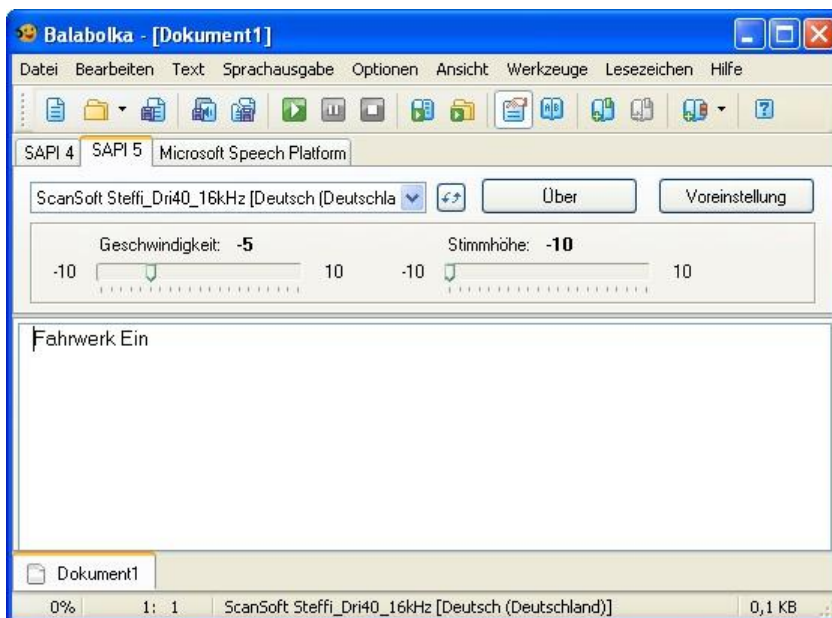 Balabolka - [Dokument1]
Datei Bearbeiten Text Sprachausgabe Optionen Ansicht Werkzeuge Lesezeichen Hilfe
SAPI 4 SAPI 5 Microsoft Speech Platform
ScanSoft Steffi_Dri40_16kHz [Deutsch (Deutschla Über Voreinstellung
Geschwindigkeit: -5 Stimmhöhe: -10
-10 10 -10 10
Fahrwerk Ein
Dokument1
0% 1: 1 ScanSoft Steffi_Dri40_16kHz [Deutsch (Deutschland)] 0,1 KB